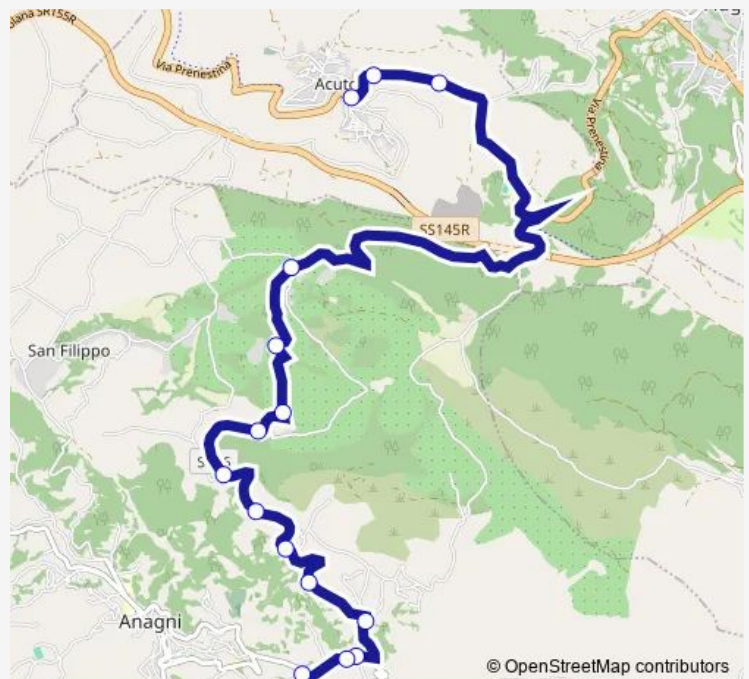 Via Prenestina
Acuto
Via Prenestina
SS145R
San Filippo
Anagni
© OpenStreetMap contributors